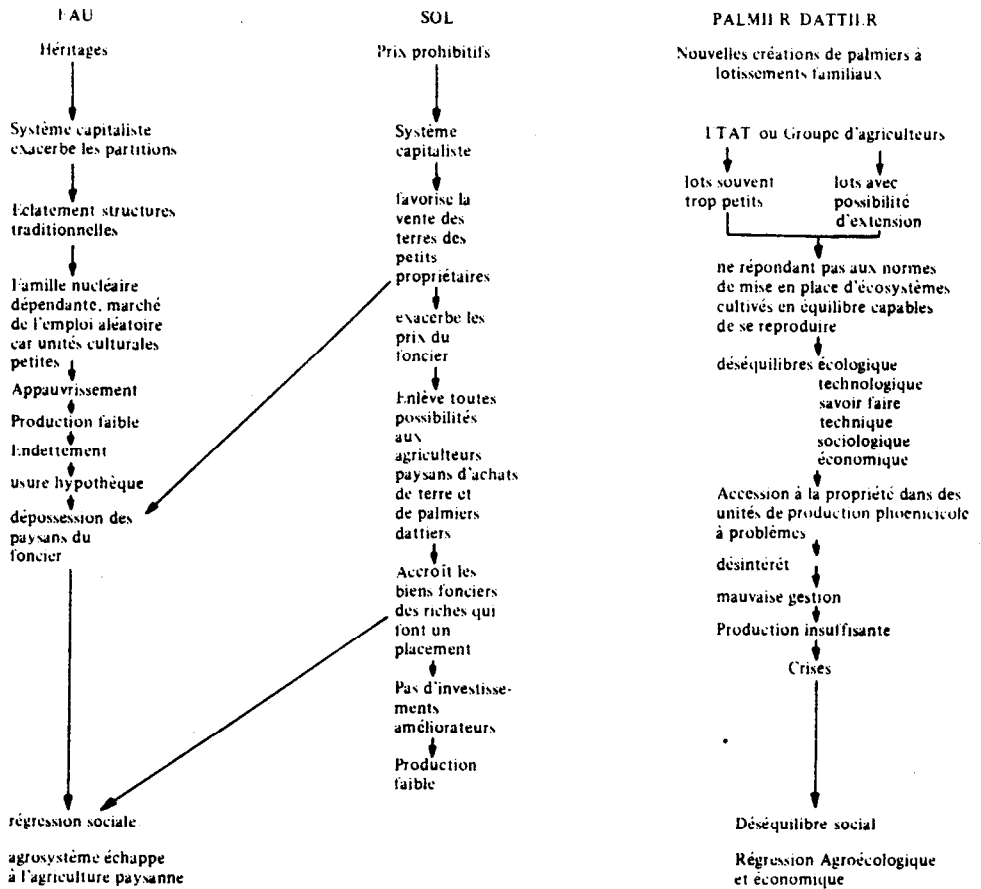 EAU
Héritages
Système capitaliste
exacerbe les partitions
Eclatement structures
traditionnelles
Famille nucléaire
dépendante, marché
de l'emploi aléatoire
car unités culturales
petites
Appauvrissement
Production faible
Endettement
usure hypothèque
dépossession des
paysans du
foncier
régression sociale
agrosystème échappe
à l'agriculture paysanne
SOL
Prix prohibitifs
Système
capitaliste
favorise la
vente des
terres des
petits
propriétaires
exacerbe les
prix du
foncier
Enlève toutes
possibilités
aux
agriculteurs
paysans d'achats
de terre et
de palmiers
dattiers
Accroît les
biens fonciers
des riches qui
font un
placement
Pas d'investisse-
ments
améliorateurs
Production
faible
PALMIER DATTIER
Nouvelles créations de palmiers à
lotissements familiaux
ETAT ou Groupe d'agriculteurs
lots souvent
trop petits
lots avec
possibilité
d'extension
ne répondant pas aux normes
de mise en place d'écosystèmes
cultivés en équilibre capables
de se reproduire
déséquilibres écologique
technologique
savoir faire
technique
sociologique
économique
Accession à la propriété dans des
unités de production phoenicicole
à problèmes
désintérêt
mauvaise gestion
Production insuffisante
Crises
Déséquilibre social
Régression Agroécologique
et économique